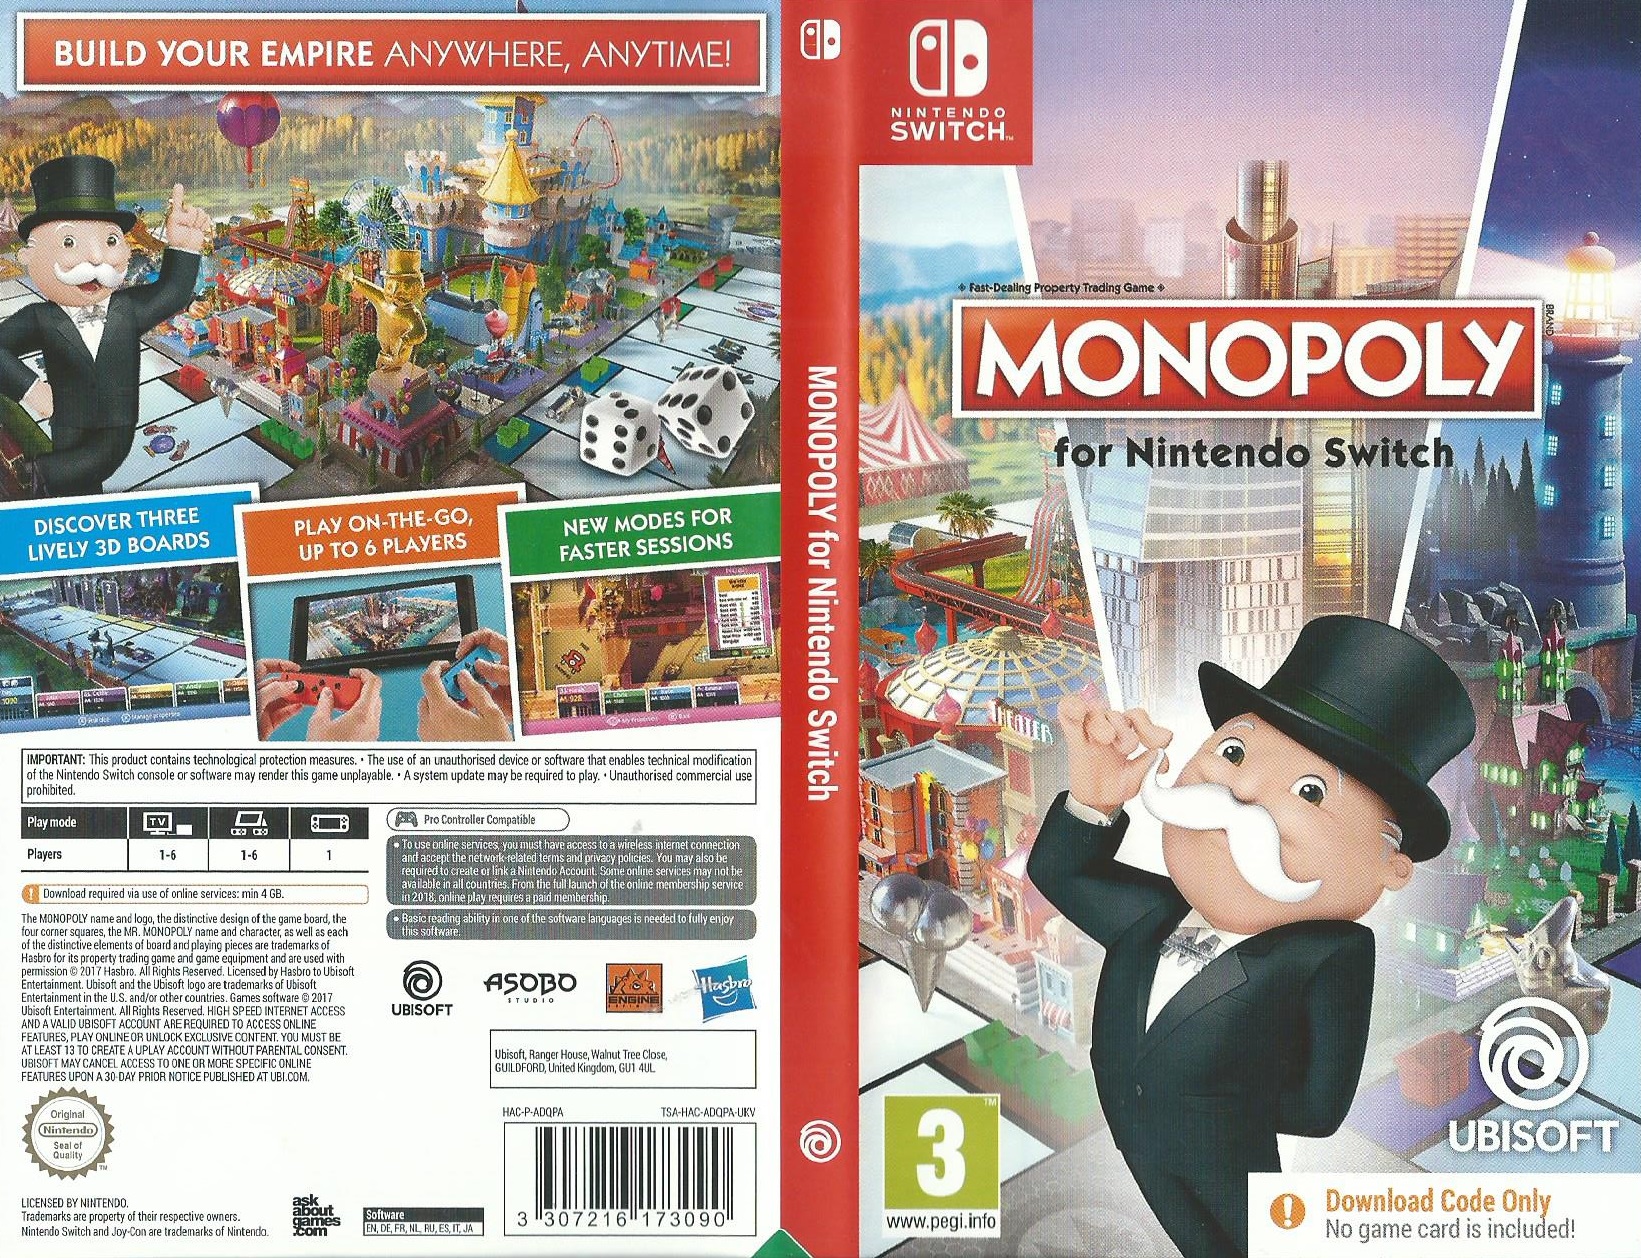 BUILD YOUR EMPIRE ANYWHERE, ANYTIME!
DISCOVER THREE
LIVELY 3D BOARDS
PLAY ON-THE-GO,
UP TO 6 PLAYERS
NEW MODES FOR
FASTER SESSIONS
IMPORTANT: This product contains technological protection measures. • The use of an unauthorised device or software that enables technical modification
of the Nintendo Switch console or software may render this game unplayable. • A system update may be required to play. • Unauthorised commercial use
prohibited.
Play mode
TV
Players
1-6
1-6
1
! Download required via use of online services: min 4 GB.
Pro Controller Compatible
• To use online services, you must have access to a wireless internet connection
and accept the network-related terms and privacy policies. You may also be
required to create or link a Nintendo Account. Some online services may not be
available in all countries. From the full launch of the online membership service
in 2018, online play requires a paid membership.
• Basic reading ability in one of the software languages is needed to fully enjoy
this software.
The MONOPOLY name and logo, the distinctive design of the game board, the
four corner squares, the MR. MONOPOLY name and character, as well as each
of the distinctive elements of board and playing pieces are trademarks of
Hasbro for its property trading game and game equipment and are used with
permission © 2017 Hasbro. All Rights Reserved. Licensed by Hasbro to Ubisoft
Entertainment. Ubisoft and the Ubisoft logo are trademarks of Ubisoft
Entertainment in the U.S. and/or other countries. Games software © 2017
Ubisoft Entertainment. All Rights Reserved. HIGH SPEED INTERNET ACCESS
AND A VALID UBISOFT ACCOUNT ARE REQUIRED TO ACCESS ONLINE
FEATURES, PLAY ONLINE OR UNLOCK EXCLUSIVE CONTENT. YOU MUST BE
AT LEAST 13 TO CREATE A UPLAY ACCOUNT WITHOUT PARENTAL CONSENT.
UBISOFT MAY CANCEL ACCESS TO ONE OR MORE SPECIFIC ONLINE
FEATURES UPON A 30-DAY PRIOR NOTICE PUBLISHED AT UBI.COM.
UBISOFT
ASOBO
STUDIO
ENGINE
Hasbro
Ubisoft, Ranger House, Walnut Tree Close,
GUILDFORD, United Kingdom, GU1 4UL.
HAC-P-ADQPA
TSA-HAC-ADQPA-UKV
3 307216 173090
Original
Nintendo
Seal of
Quality
TM
LICENSED BY NINTENDO.
Trademarks are property of their respective owners.
Nintendo Switch and Joy-Con are trademarks of Nintendo.
ask
about
games
.com
Software
EN, DE, FR, NL, RU, ES, IT, JA
MONOPOLY for Nintendo Switch
NINTENDO
SWITCH™
Fast-Dealing Property Trading Game
MONOPOLY
BRAND
for Nintendo Switch
THEATER
3
TM
www.pegi.info
UBISOFT
! Download Code Only
No game card is included!